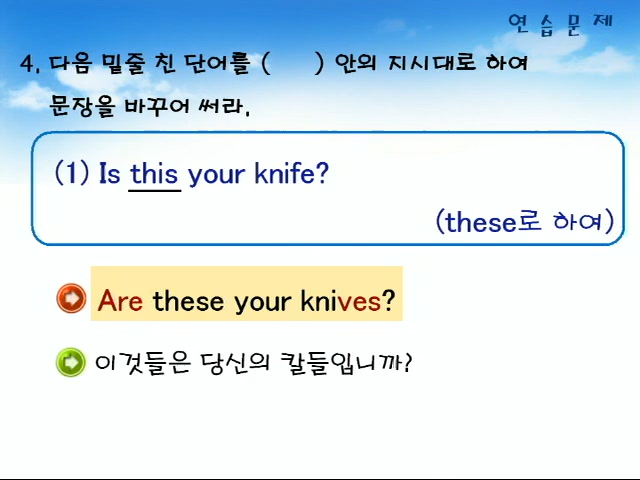 연습문제
4. 다음 밑줄 친 단어를 (    ) 안의 지시대로 하여
문장을 바꾸어 써라.
(1) Is this your knife?
(these로 하여)
Are these your knives?
이것들은 당신의 칼들입니까?